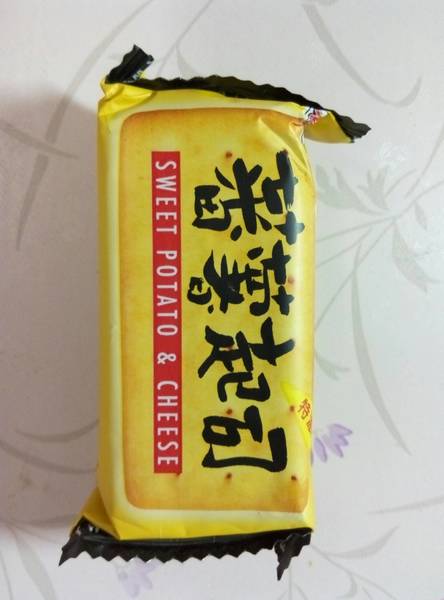 蕃薯起司
SWEET POTATO & CHEESE